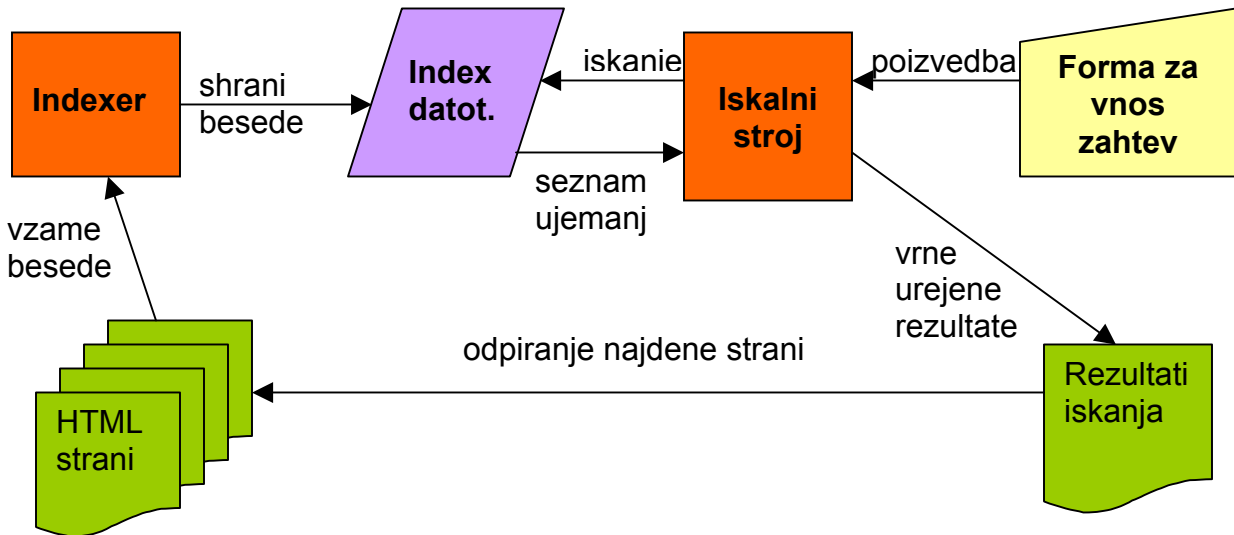 Indexer
shrani
besede
Index
datot.
iskanie
Iskalni
stroj
poizvedba
Forma za
vnos
zahtev
seznam
ujemanj
vzame
besede
vrne
urejene
rezultate
odpiranje najdene strani
HTML
strani
Rezultati
iskanja